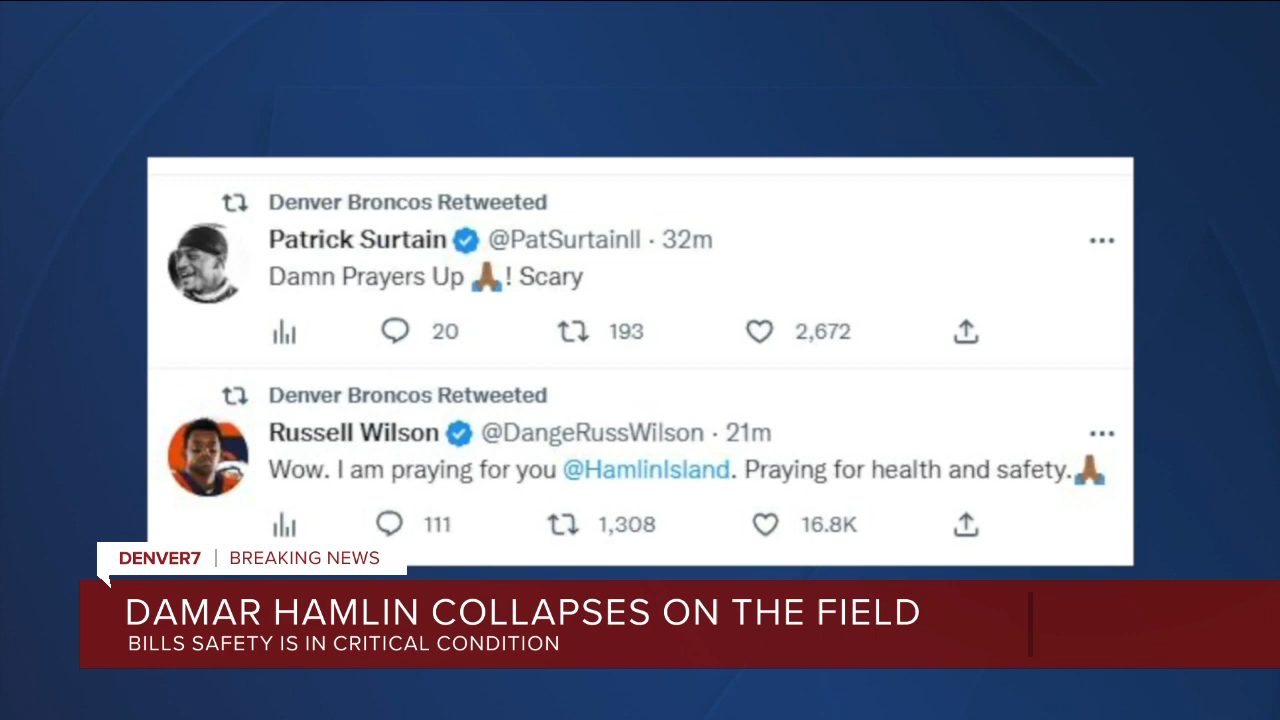 Denver Broncos Retweeted
Patrick Surtain @PatSurtainII · 32m
Damn Prayers Up 🙏🏾! Scary
20 193 2,672
Denver Broncos Retweeted
Russell Wilson @DangeRussWilson · 21m
Wow. I am praying for you @HamlinIsland. Praying for health and safety.🙏🏾
111 1,308 16.8K
DENVER7 | BREAKING NEWS
DAMAR HAMLIN COLLAPSES ON THE FIELD
BILLS SAFETY IS IN CRITICAL CONDITION